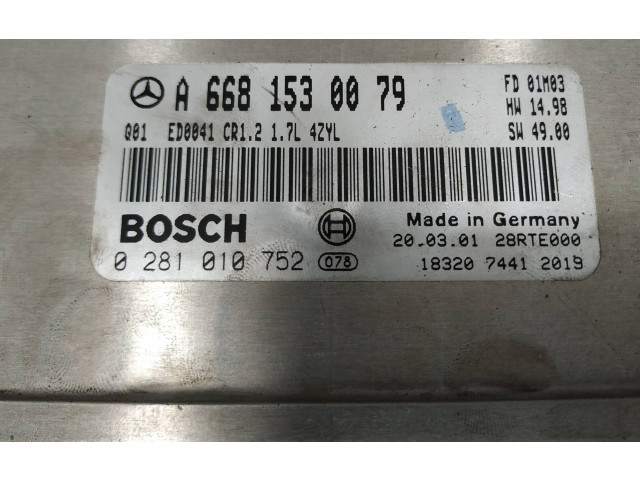 A 668 153 00 79
FD 01M03
HW 14.98
Q01 ED0041 CR1.2 1.7L 4ZYL
SW 49.00
BOSCH
Made in Germany
20.03.01 28RTE000
0 281 010 752 078
18320 7441 2019